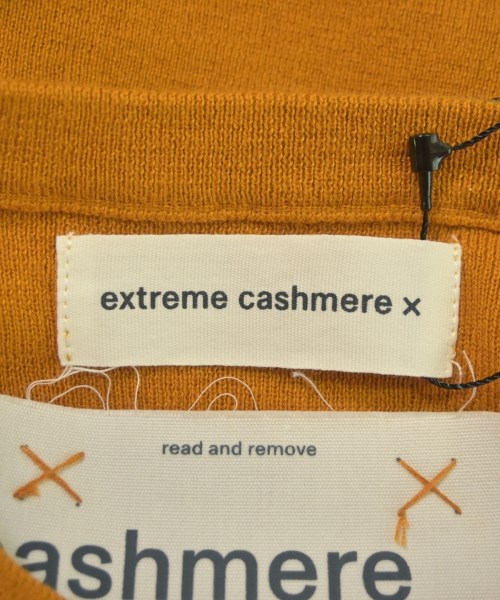 extreme cashmere x
read and remove
ashmere